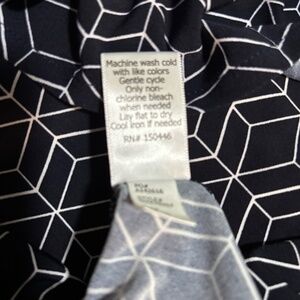 Machine wash cold
with like colors
Gentle cycle
Only non-
chlorine bleach
when needed
Lay flat to dry
Cool iron if needed
RN# 150446
PO#